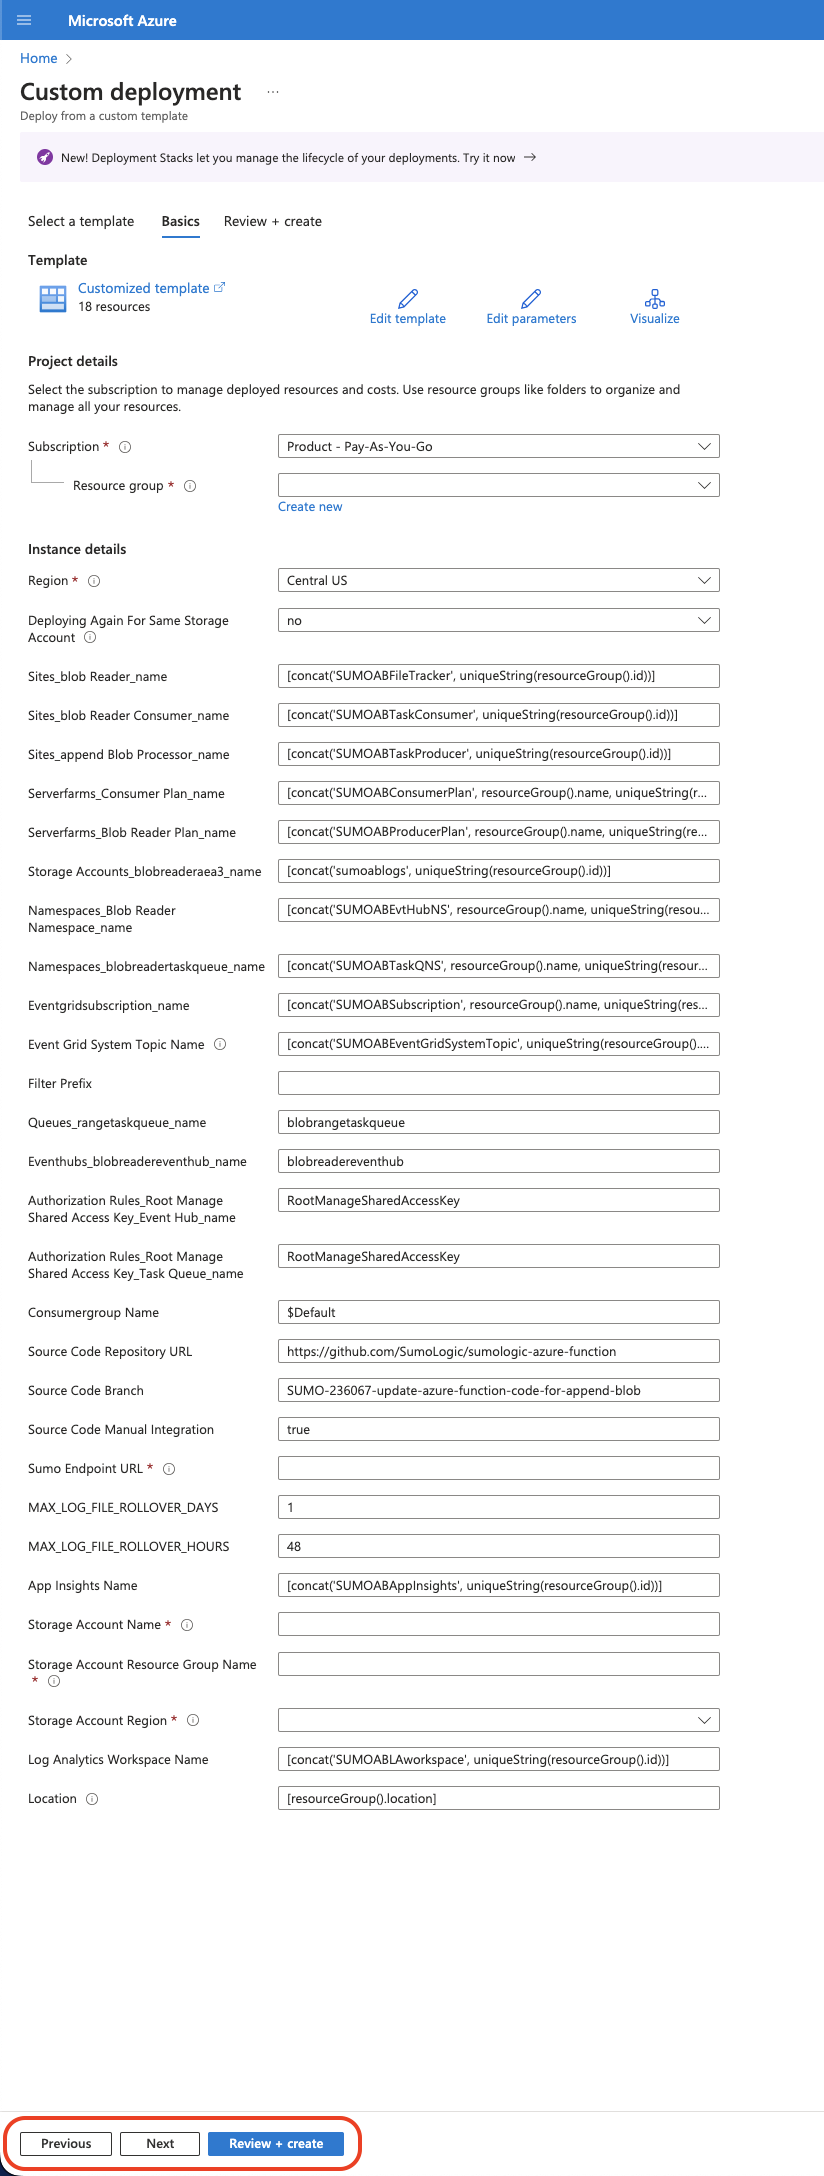 Microsoft Azure
Home
Custom deployment ...
Deploy from a custom template
New! Deployment Stacks let you manage the lifecycle of your deployments. Try it now →
Select a template Basics Review + create
Template
Customized template
18 resources
Edit template Edit parameters Visualize
Project details
Select the subscription to manage deployed resources and costs. Use resource groups like folders to organize and
manage all your resources.
Subscription * Product - Pay-As-You-Go
Resource group *
Create new
Instance details
Region * Central US
Deploying Again For Same Storage
Account
no
Sites_blob Reader_name [concat('SUMOABFileTracker', uniqueString(resourceGroup().id))]
Sites_blob Reader Consumer_name [concat('SUMOABTaskConsumer', uniqueString(resourceGroup().id))]
Sites_append Blob Processor_name [concat('SUMOABTaskProducer', uniqueString(resourceGroup().id))]
Serverfarms_Consumer Plan_name [concat('SUMOABConsumerPlan', resourceGroup().name, uniqueString(r...
Serverfarms_Blob Reader Plan_name [concat('SUMOABProducerPlan', resourceGroup().name, uniqueString(re...
Storage Accounts_blobreaderaea3_name [concat('sumoablogs', uniqueString(resourceGroup().id))]
Namespaces_Blob Reader
Namespace_name
[concat('SUMOABEvtHubNS', resourceGroup().name, uniqueString(resou...
Namespaces_blobreadertaskqueue_name [concat('SUMOABTaskQNS', resourceGroup().name, uniqueString(resour...
Eventgridsubscription_name [concat('SUMOABSubscription', resourceGroup().name, uniqueString(res...
Event Grid System Topic Name [concat('SUMOABEventGridSystemTopic', uniqueString(resourceGroup()....
Filter Prefix
Queues_rangetaskqueue_name blobrangetaskqueue
Eventhubs_blobreadereventhub_name blobreadereventhub
Authorization Rules_Root Manage
Shared Access Key_Event Hub_name
RootManageSharedAccessKey
Authorization Rules_Root Manage
Shared Access Key_Task Queue_name
RootManageSharedAccessKey
Consumergroup Name $Default
Source Code Repository URL https://github.com/SumoLogic/sumologic-azure-function
Source Code Branch SUMO-236067-update-azure-function-code-for-append-blob
Source Code Manual Integration true
Sumo Endpoint URL *
MAX_LOG_FILE_ROLLOVER_DAYS 1
MAX_LOG_FILE_ROLLOVER_HOURS 48
App Insights Name [concat('SUMOABAppInsights', uniqueString(resourceGroup().id))]
Storage Account Name *
Storage Account Resource Group Name
*
Storage Account Region *
Log Analytics Workspace Name [concat('SUMOABLAworkspace', uniqueString(resourceGroup().id))]
Location [resourceGroup().location]
Previous Next Review + create